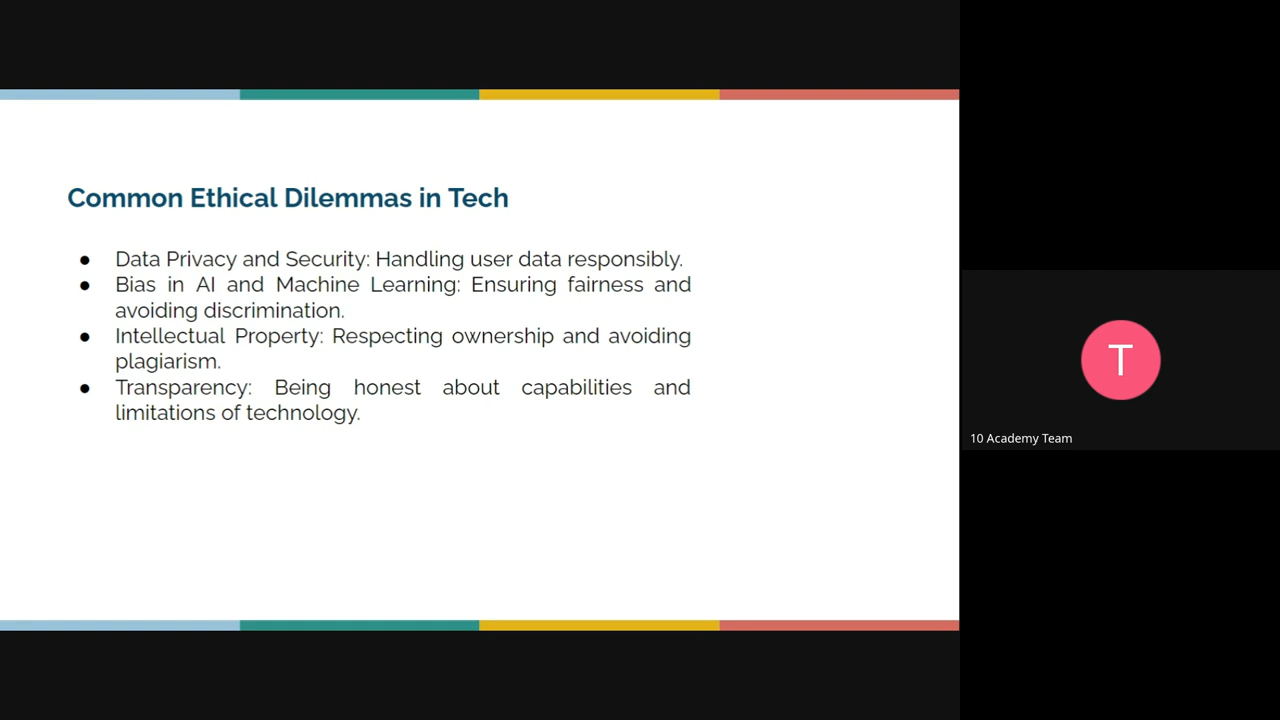 Common Ethical Dilemmas in Tech
● Data Privacy and Security: Handling user data responsibly.
● Bias in AI and Machine Learning: Ensuring fairness and
avoiding discrimination.
● Intellectual Property: Respecting ownership and avoiding
plagiarism.
● Transparency: Being honest about capabilities and
limitations of technology.
T
10 Academy Team